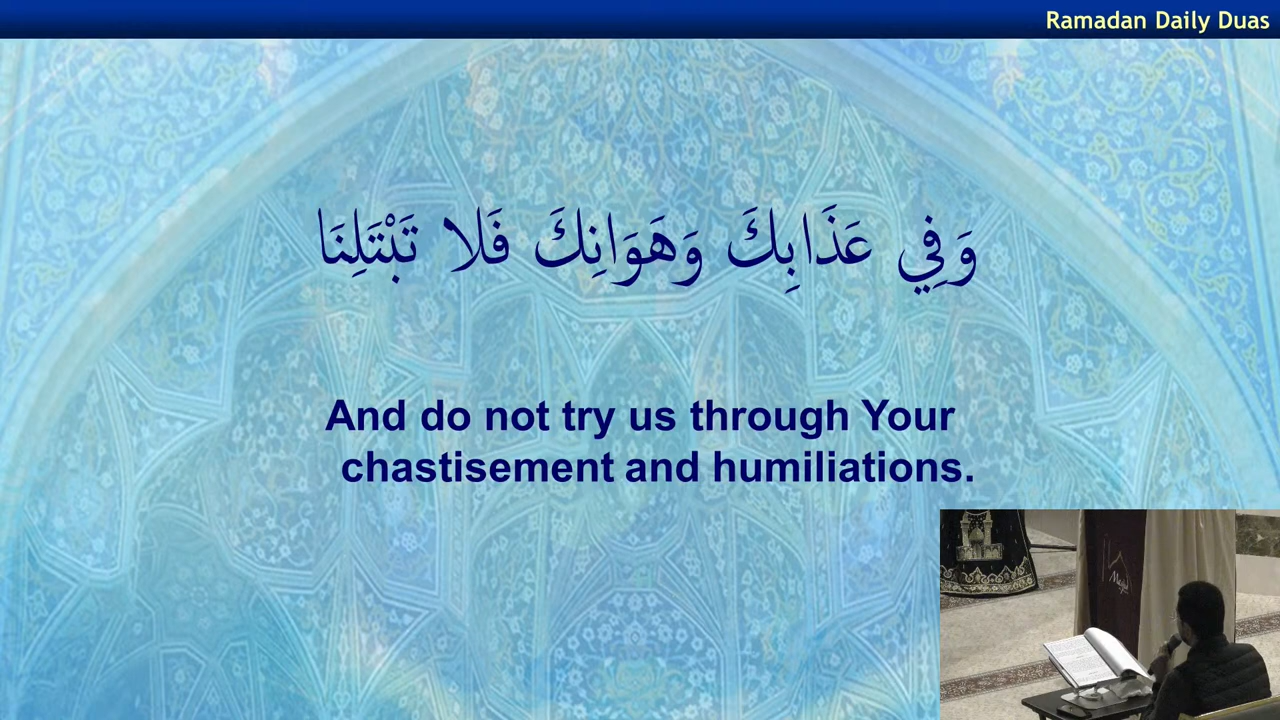 Ramadan Daily Duas
وَفِي عَذَابِكَ وَهَوَانِكَ فَلا تَبْتَلِنَا
And do not try us through Your
chastisement and humiliations.